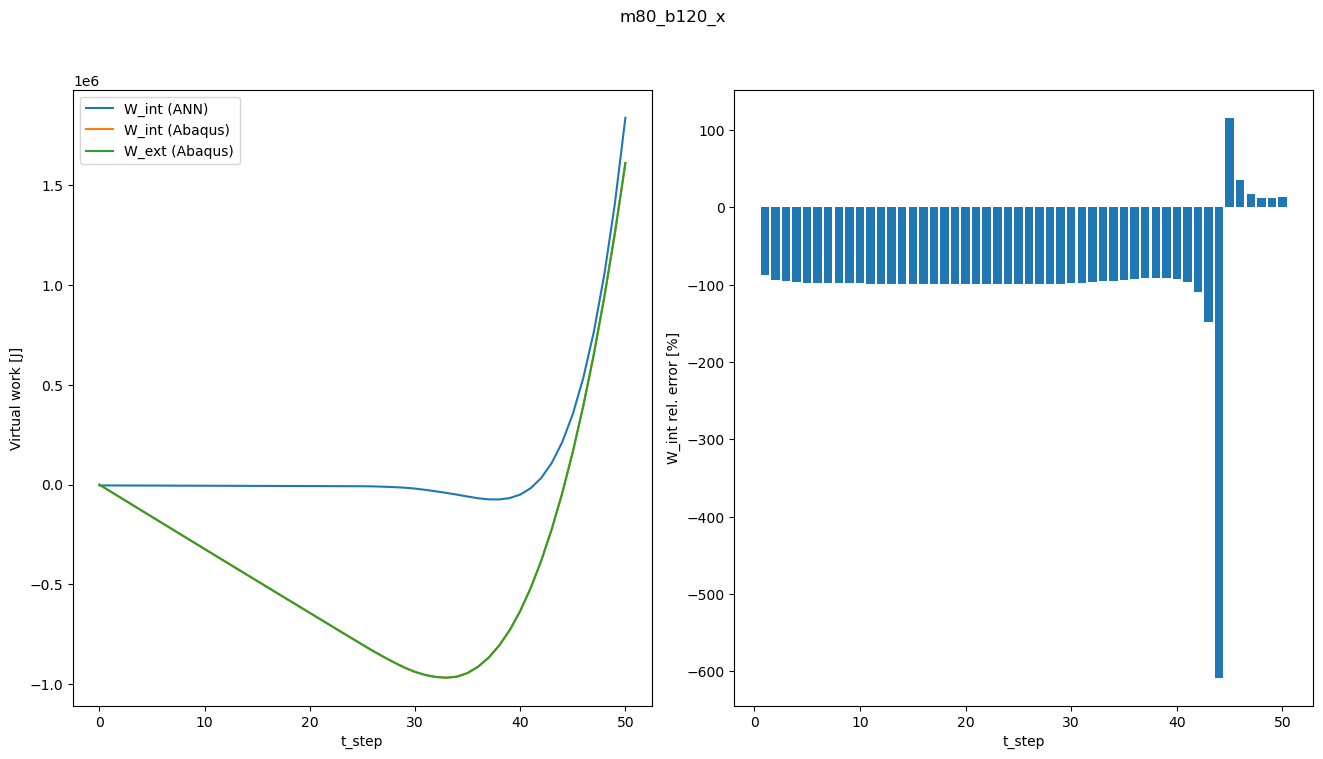 m80_b120_x
1e6
W_int (ANN)
W_int (Abaqus)
W_ext (Abaqus)
Virtual work [J]
1.5
1.0
0.5
0.0
−0.5
−1.0
0 10 20 30 40 50
t_step
W_int rel. error [%]
100
0
−100
−200
−300
−400
−500
−600
0 10 20 30 40 50
t_step